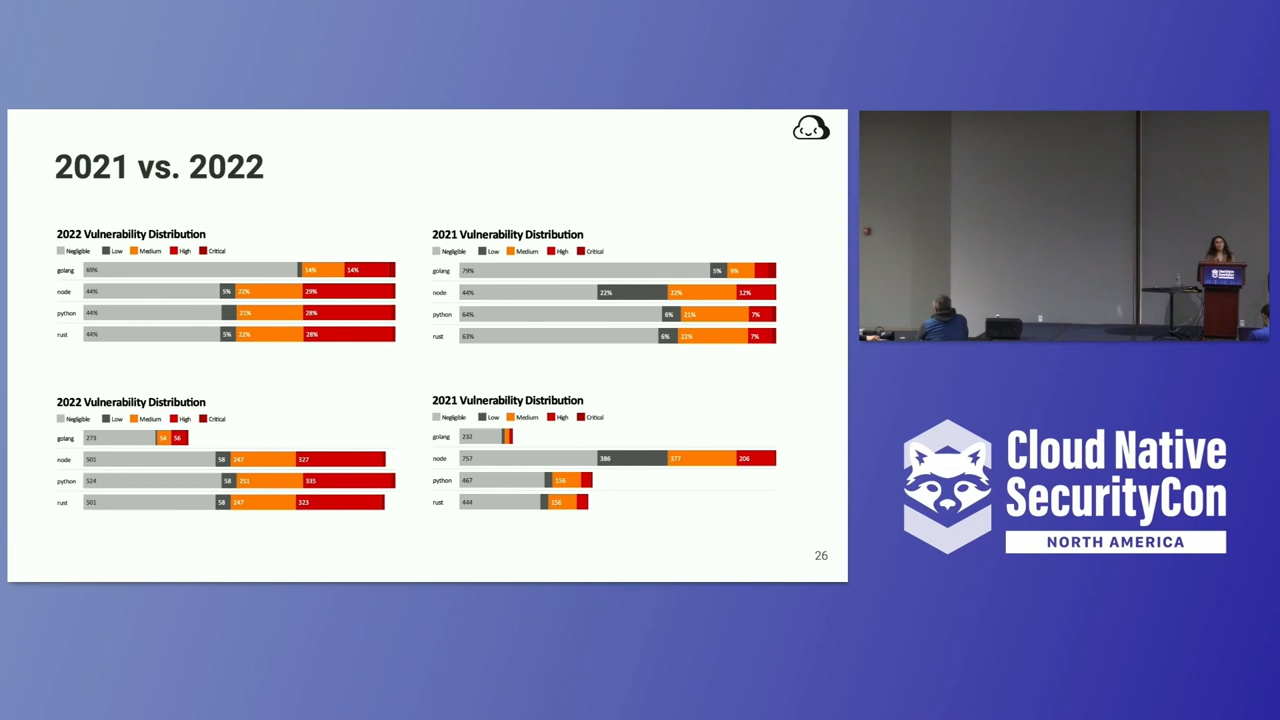 2021 vs. 2022
2022 Vulnerability Distribution
Negligible Low Medium High Critical
golang 69% 14% 14%
node 44% 5% 22% 29%
python 44% 21% 28%
rust 44% 5% 22% 28%
2021 Vulnerability Distribution
Negligible Low Medium High Critical
golang 79% 5% 9%
node 44% 22% 22% 12%
python 64% 6% 21% 7%
rust 63% 6% 22% 7%
2022 Vulnerability Distribution
Negligible Low Medium High Critical
golang 273 54 56
node 501 58 247 327
python 524 58 251 335
rust 501 58 247 323
2021 Vulnerability Distribution
Negligible Low Medium High Critical
golang 232
node 757 386 377 206
python 467 156
rust 444 156
26
Cloud Native
SecurityCon
NORTH AMERICA